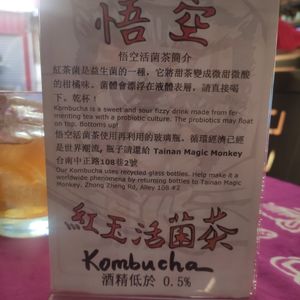 悟空
悟空活菌茶簡介
紅茶菌是益生菌的一種，它將甜茶變成微甜微酸
的柑橘味。菌體會漂浮在液體表層，請直接喝
下。乾杯！
Kombucha is a sweet and sour fizzy drink made from fer-
menting tea with a probiotic culture. The probiotics may float
on top. Bottoms up!
悟空活菌茶使用再利用的玻璃瓶。循環經濟已經
是世界潮流，瓶子請還給 Tainan Magic Monkey
台南中正路108巷2號
Our Kombucha uses recycled glass bottles. Help make it a
worldwide phenomena by returning bottles to Tainan Magic
Monkey, Zhong Zheng Rd, Alley 108 #2
紅玉活菌茶
Kombucha
酒精低於 0.5%